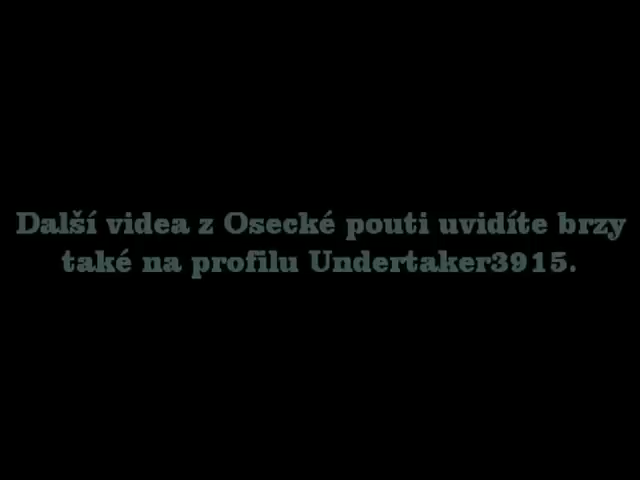 Další videa z Osecké pouti uvidíte brzy
také na profilu Undertaker3915.